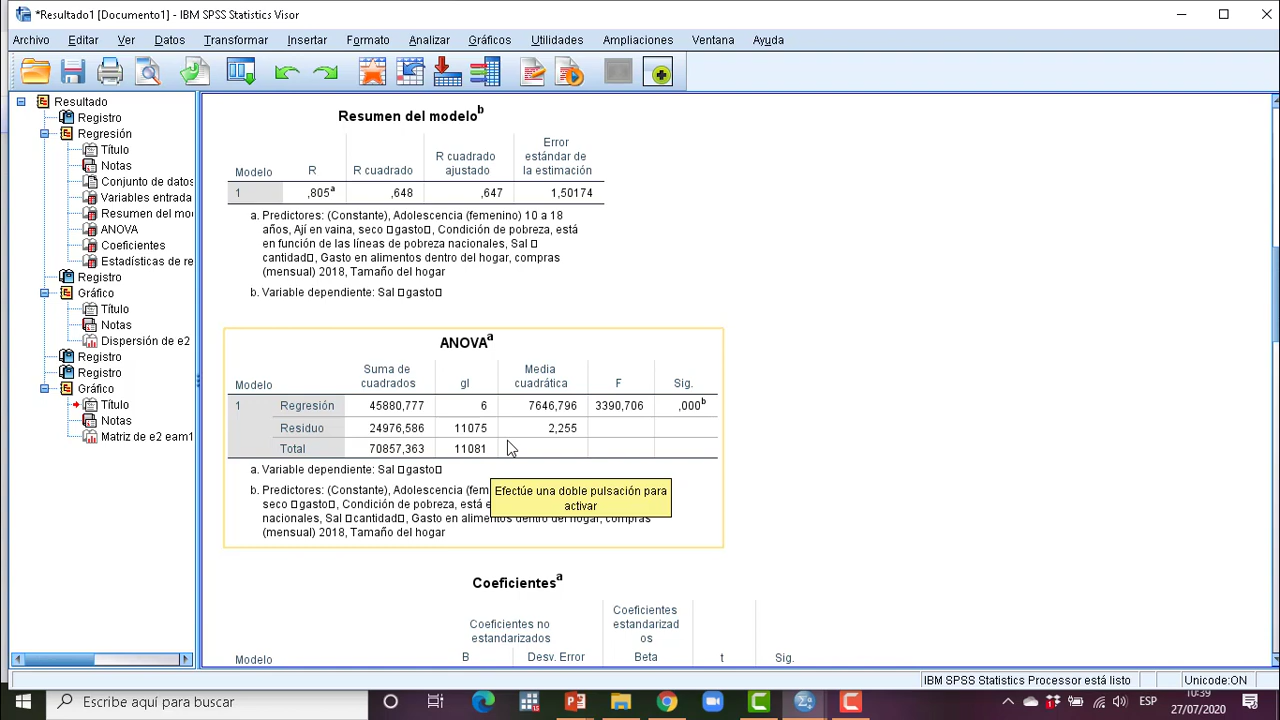 *Resultado1 [Documento1] - IBM SPSS Statistics Visor
Archivo Editar Ver Datos Transformar Insertar Formato Analizar Gráficos Utilidades Ampliaciones Ventana Ayuda
Resultado
Registro
Regresión
Título
Notas
Conjunto de datos
Variables entrada
Resumen del mo
ANOVA
Coeficientes
Estadísticas de re
Registro
Gráfico
Título
Notas
Dispersión de e2
Registro
Registro
Gráfico
Título
Notas
Matriz de e2 eam1
Resumen del modelo b
Error
R cuadrado estándar de
Modelo R R cuadrado ajustado la estimación
1 ,805a ,648 ,647 1,50174
a. Predictores: (Constante), Adolescencia (femenino) 10 a 18
años, Ají en vaina, seco □gasto□, Condición de pobreza, está
en función de las líneas de pobreza nacionales, Sal □
cantidad□, Gasto en alimentos dentro del hogar, compras
(mensual) 2018, Tamaño del hogar
b. Variable dependiente: Sal □gasto□
ANOVA a
Suma de Media
Modelo cuadrados gl cuadrática F Sig.
1 Regresión 45880,777 6 7646,796 3390,706 ,000b
Residuo 24976,586 11075 2,255
Total 70857,363 11081
a. Variable dependiente: Sal □gasto□
b. Predictores: (Constante), Adolescencia (fem
seco □gasto□, Condición de pobreza, está e
nacionales, Sal □cantidad□, Gasto en alimentos dentro del hogar, compras
(mensual) 2018, Tamaño del hogar
Efectúe una doble pulsación para
activar
Coeficientes a
Coeficientes
Coeficientes no estandarizad
estandarizados os
Modelo B Desv. Error Beta t Sig.
IBM SPSS Statistics Processor está listo Unicode:ON
Escribe aquí para buscar
ESP
10:39
27/07/2020